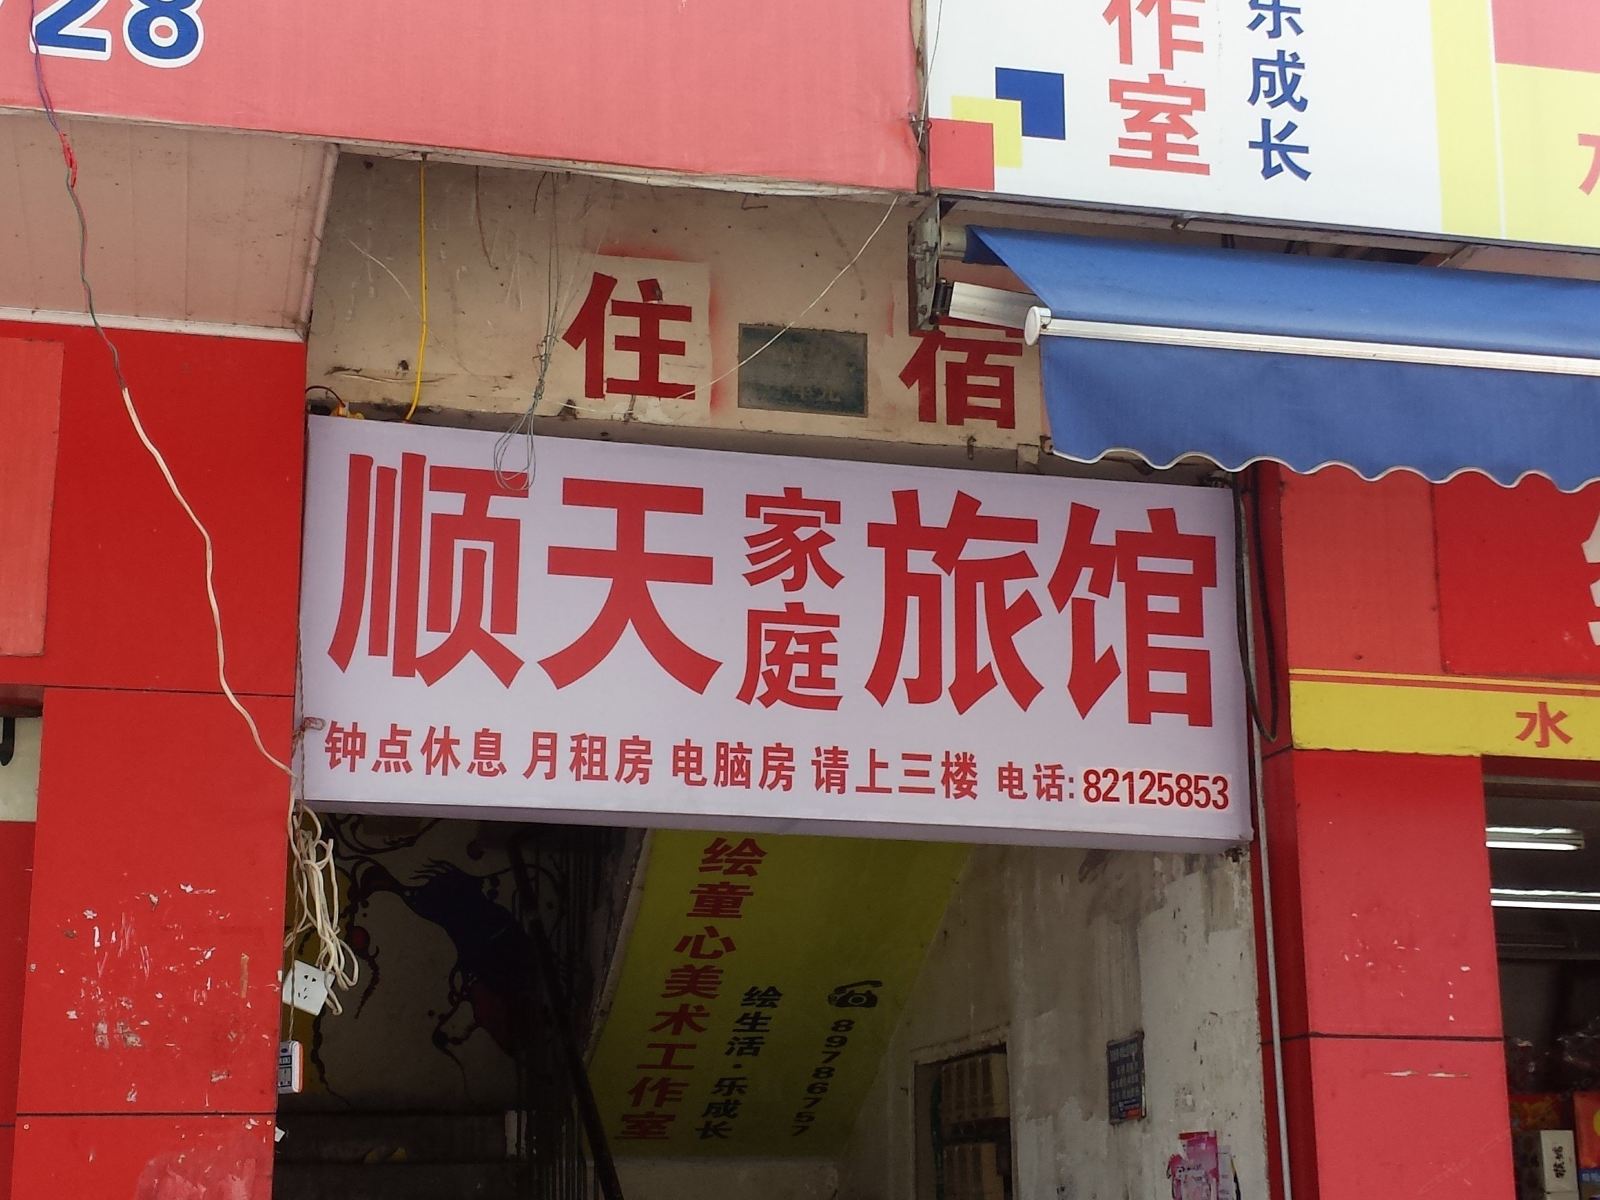 28
作室
乐成长
住宿
顺天家庭旅馆
钟点休息 月租房 电脑房 请上三楼 电话: 82125853
水
绘童心美术工作室
绘生活·乐成长
89786757